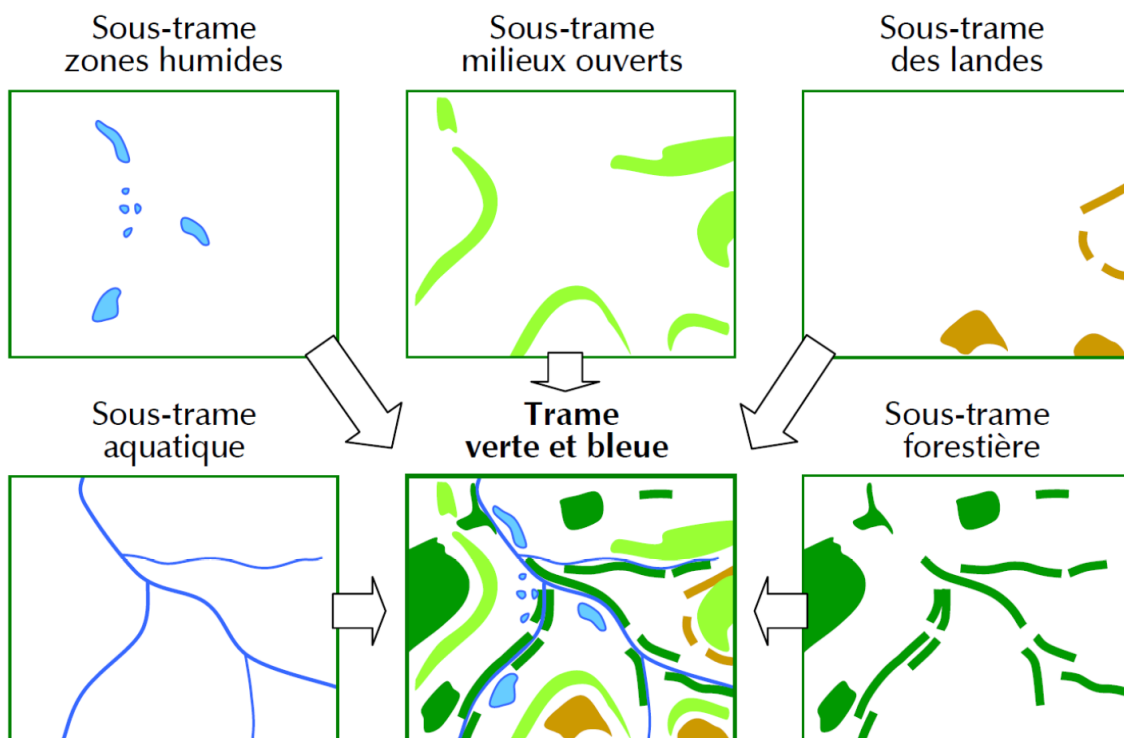 Sous-trame
zones humides
Sous-trame
milieux ouverts
Sous-trame
des landes
Sous-trame
aquatique
Trame
verte et bleue
Sous-trame
forestière